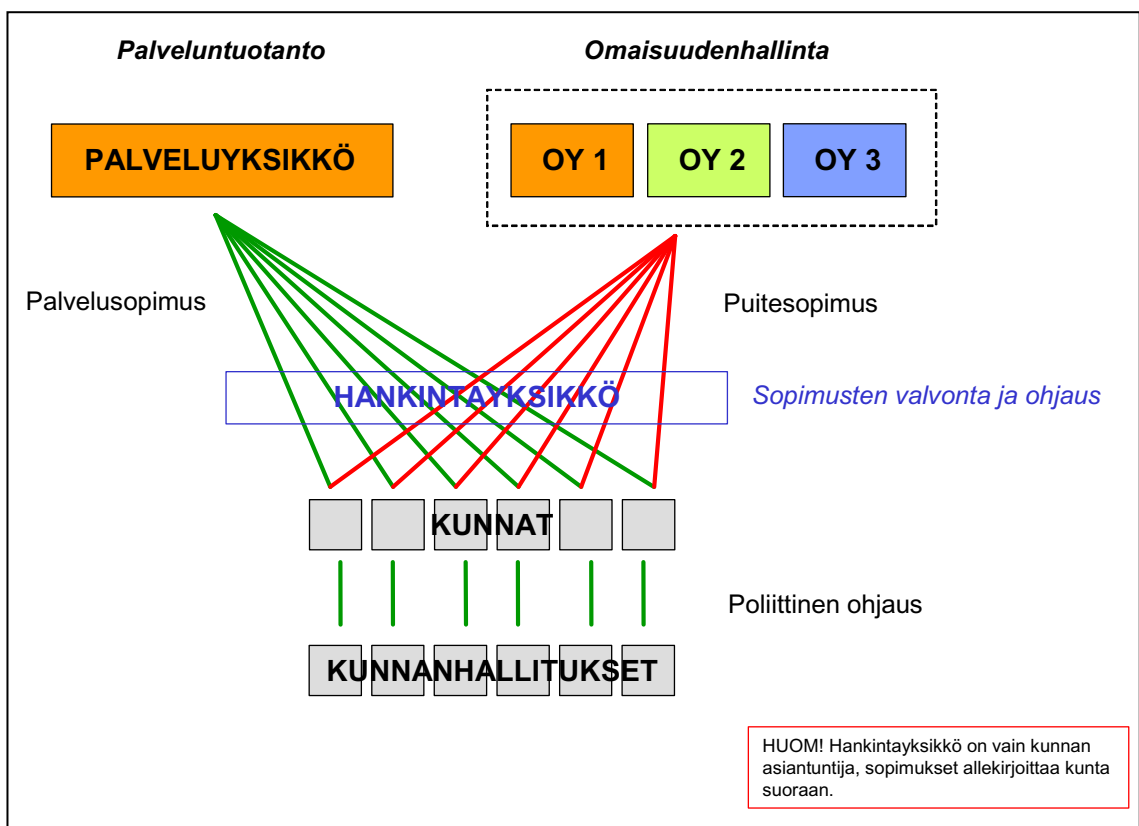 Palveluntuotanto
Omaisuudenhallinta
PALVELUYKSIKKÖ
OY 1
OY 2
OY 3
Palvelusopimus
Puitesopimus
HANKINTAYKSIKKÖ
Sopimusten valvonta ja ohjaus
KUNNAT
Poliittinen ohjaus
KUNNANHALLITUKSET
HUOM! Hankintayksikkö on vain kunnan
asiantuntija, sopimukset allekirjoittaa kunta
suoraan.